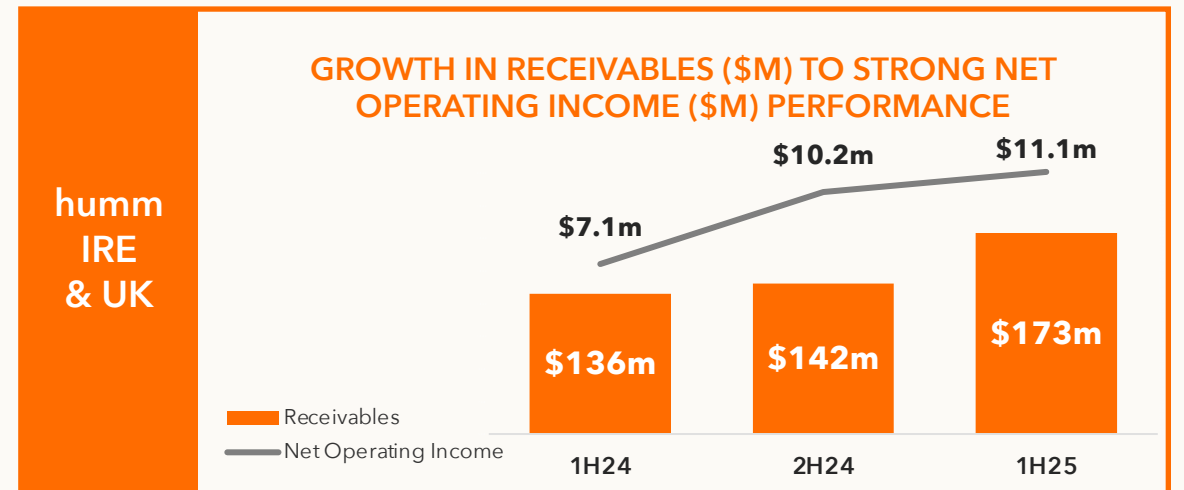 humm
IRE
& UK
GROWTH IN RECEIVABLES ($M) TO STRONG NET
OPERATING INCOME ($M) PERFORMANCE
$7.1m
$10.2m
$11.1m
$136m
$142m
$173m
Receivables
Net Operating Income
1H24
2H24
1H25